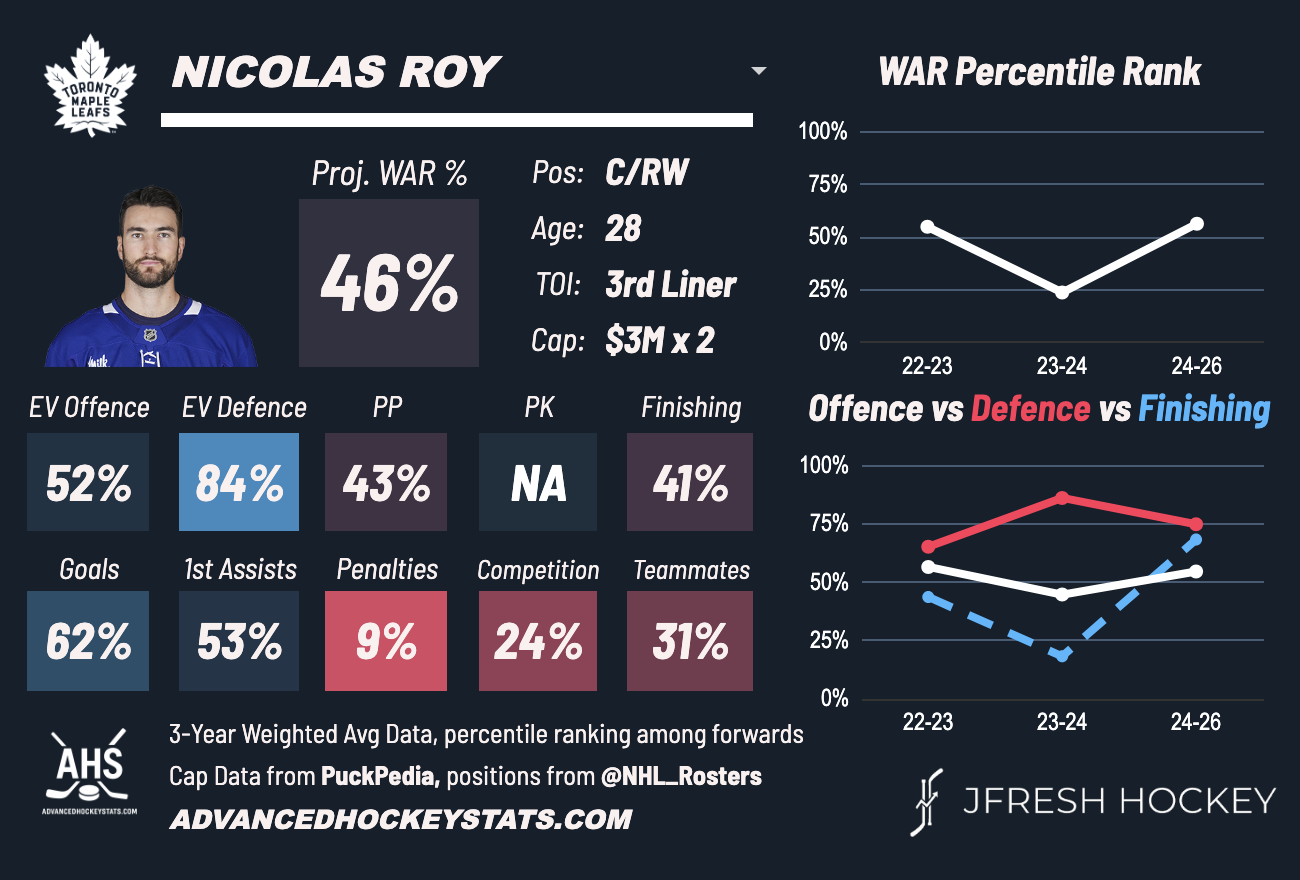 TORONTO
MAPLE
LEAFS
NICOLAS ROY
WAR Percentile Rank
Proj. WAR %
46%
Pos: C/RW
Age: 28
TOI: 3rd Liner
Cap: $3M x 2
Milk
100%
75%
50%
25%
0%
22-23 23-24 24-26
EV Offence EV Defence PP PK Finishing
52% 84% 43% NA 41%
Goals 1st Assists Penalties Competition Teammates
62% 53% 9% 24% 31%
Offence vs Defence vs Finishing
100%
75%
50%
25%
0%
22-23 23-24 24-26
AHS
ADVANCEDHOCKEYSTATS.COM
3-Year Weighted Avg Data, percentile ranking among forwards
Cap Data from PuckPedia, positions from @NHL_Rosters
ADVANCEDHOCKEYSTATS.COM
JFRESH HOCKEY